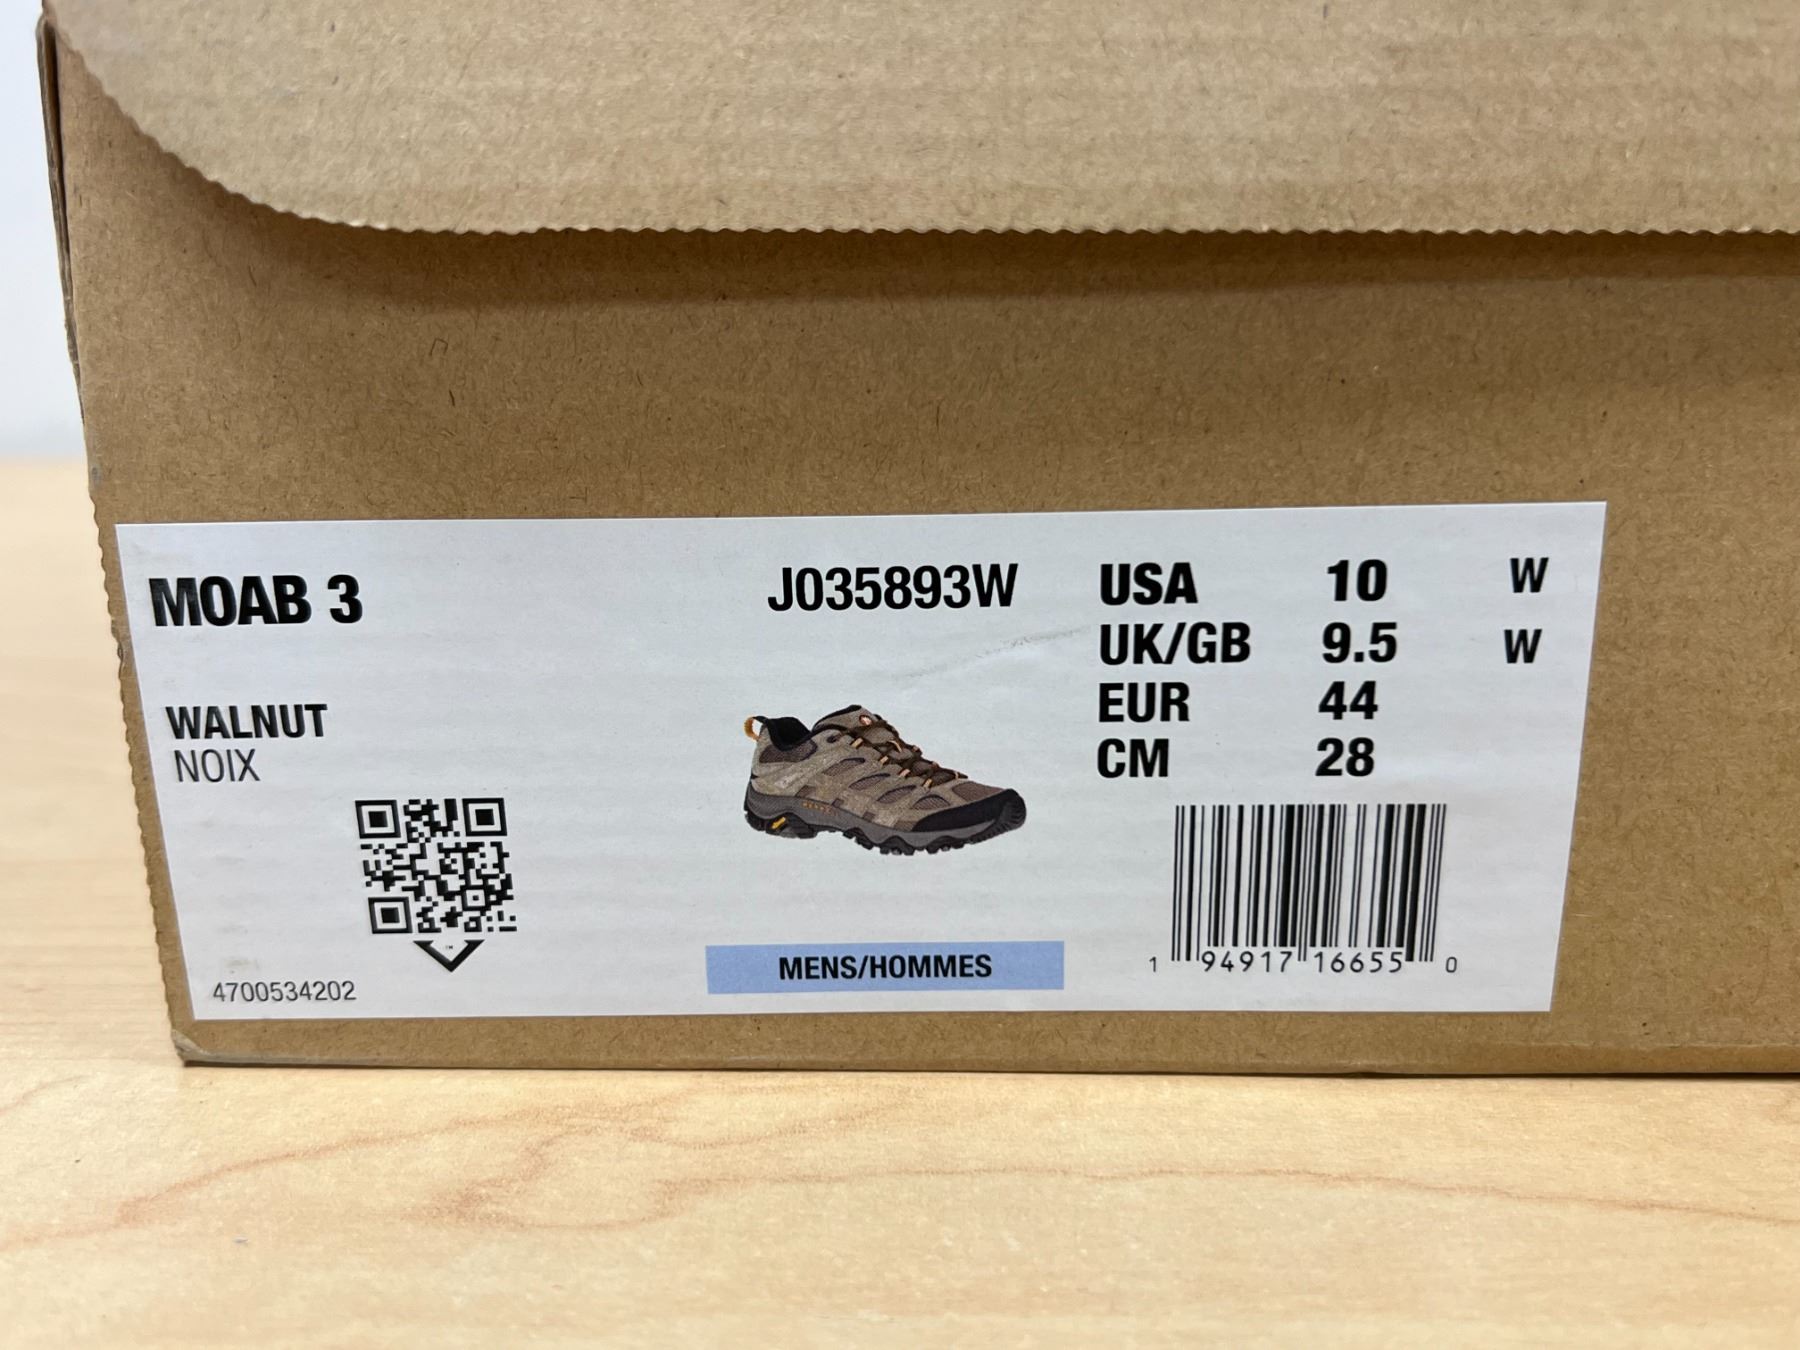 MOAB 3
J035893W
WALNUT
NOIX
4700534202
MENS/HOMMES
USA 10 W
UK/GB 9.5 W
EUR 44
CM 28
1 94917 16655 0